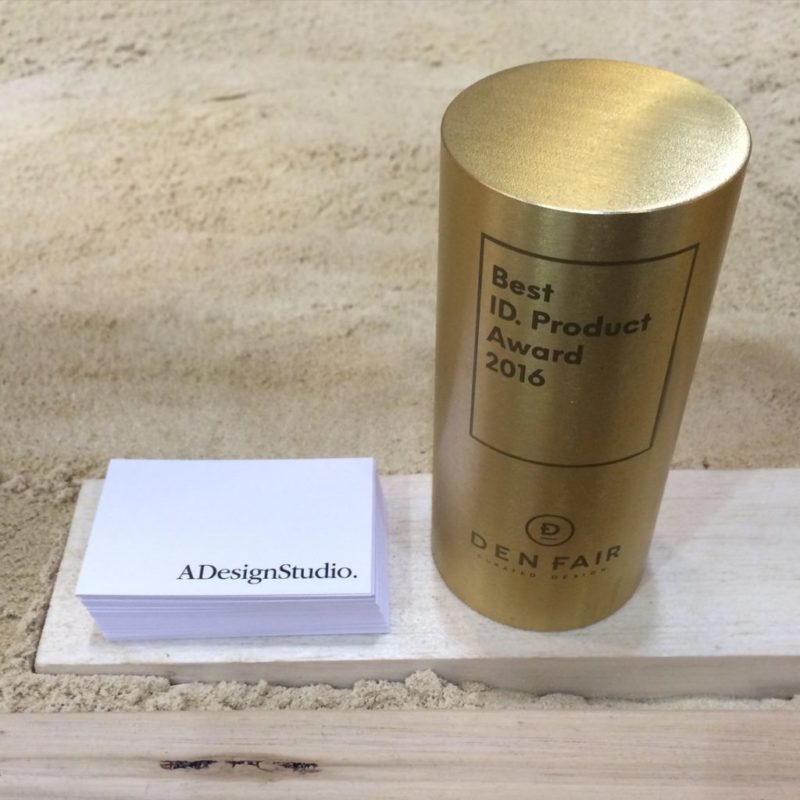 Best
ID. Product
Award
2016
Đ
DEN FAIR
CURATED DESIGN
ADesignStudio.